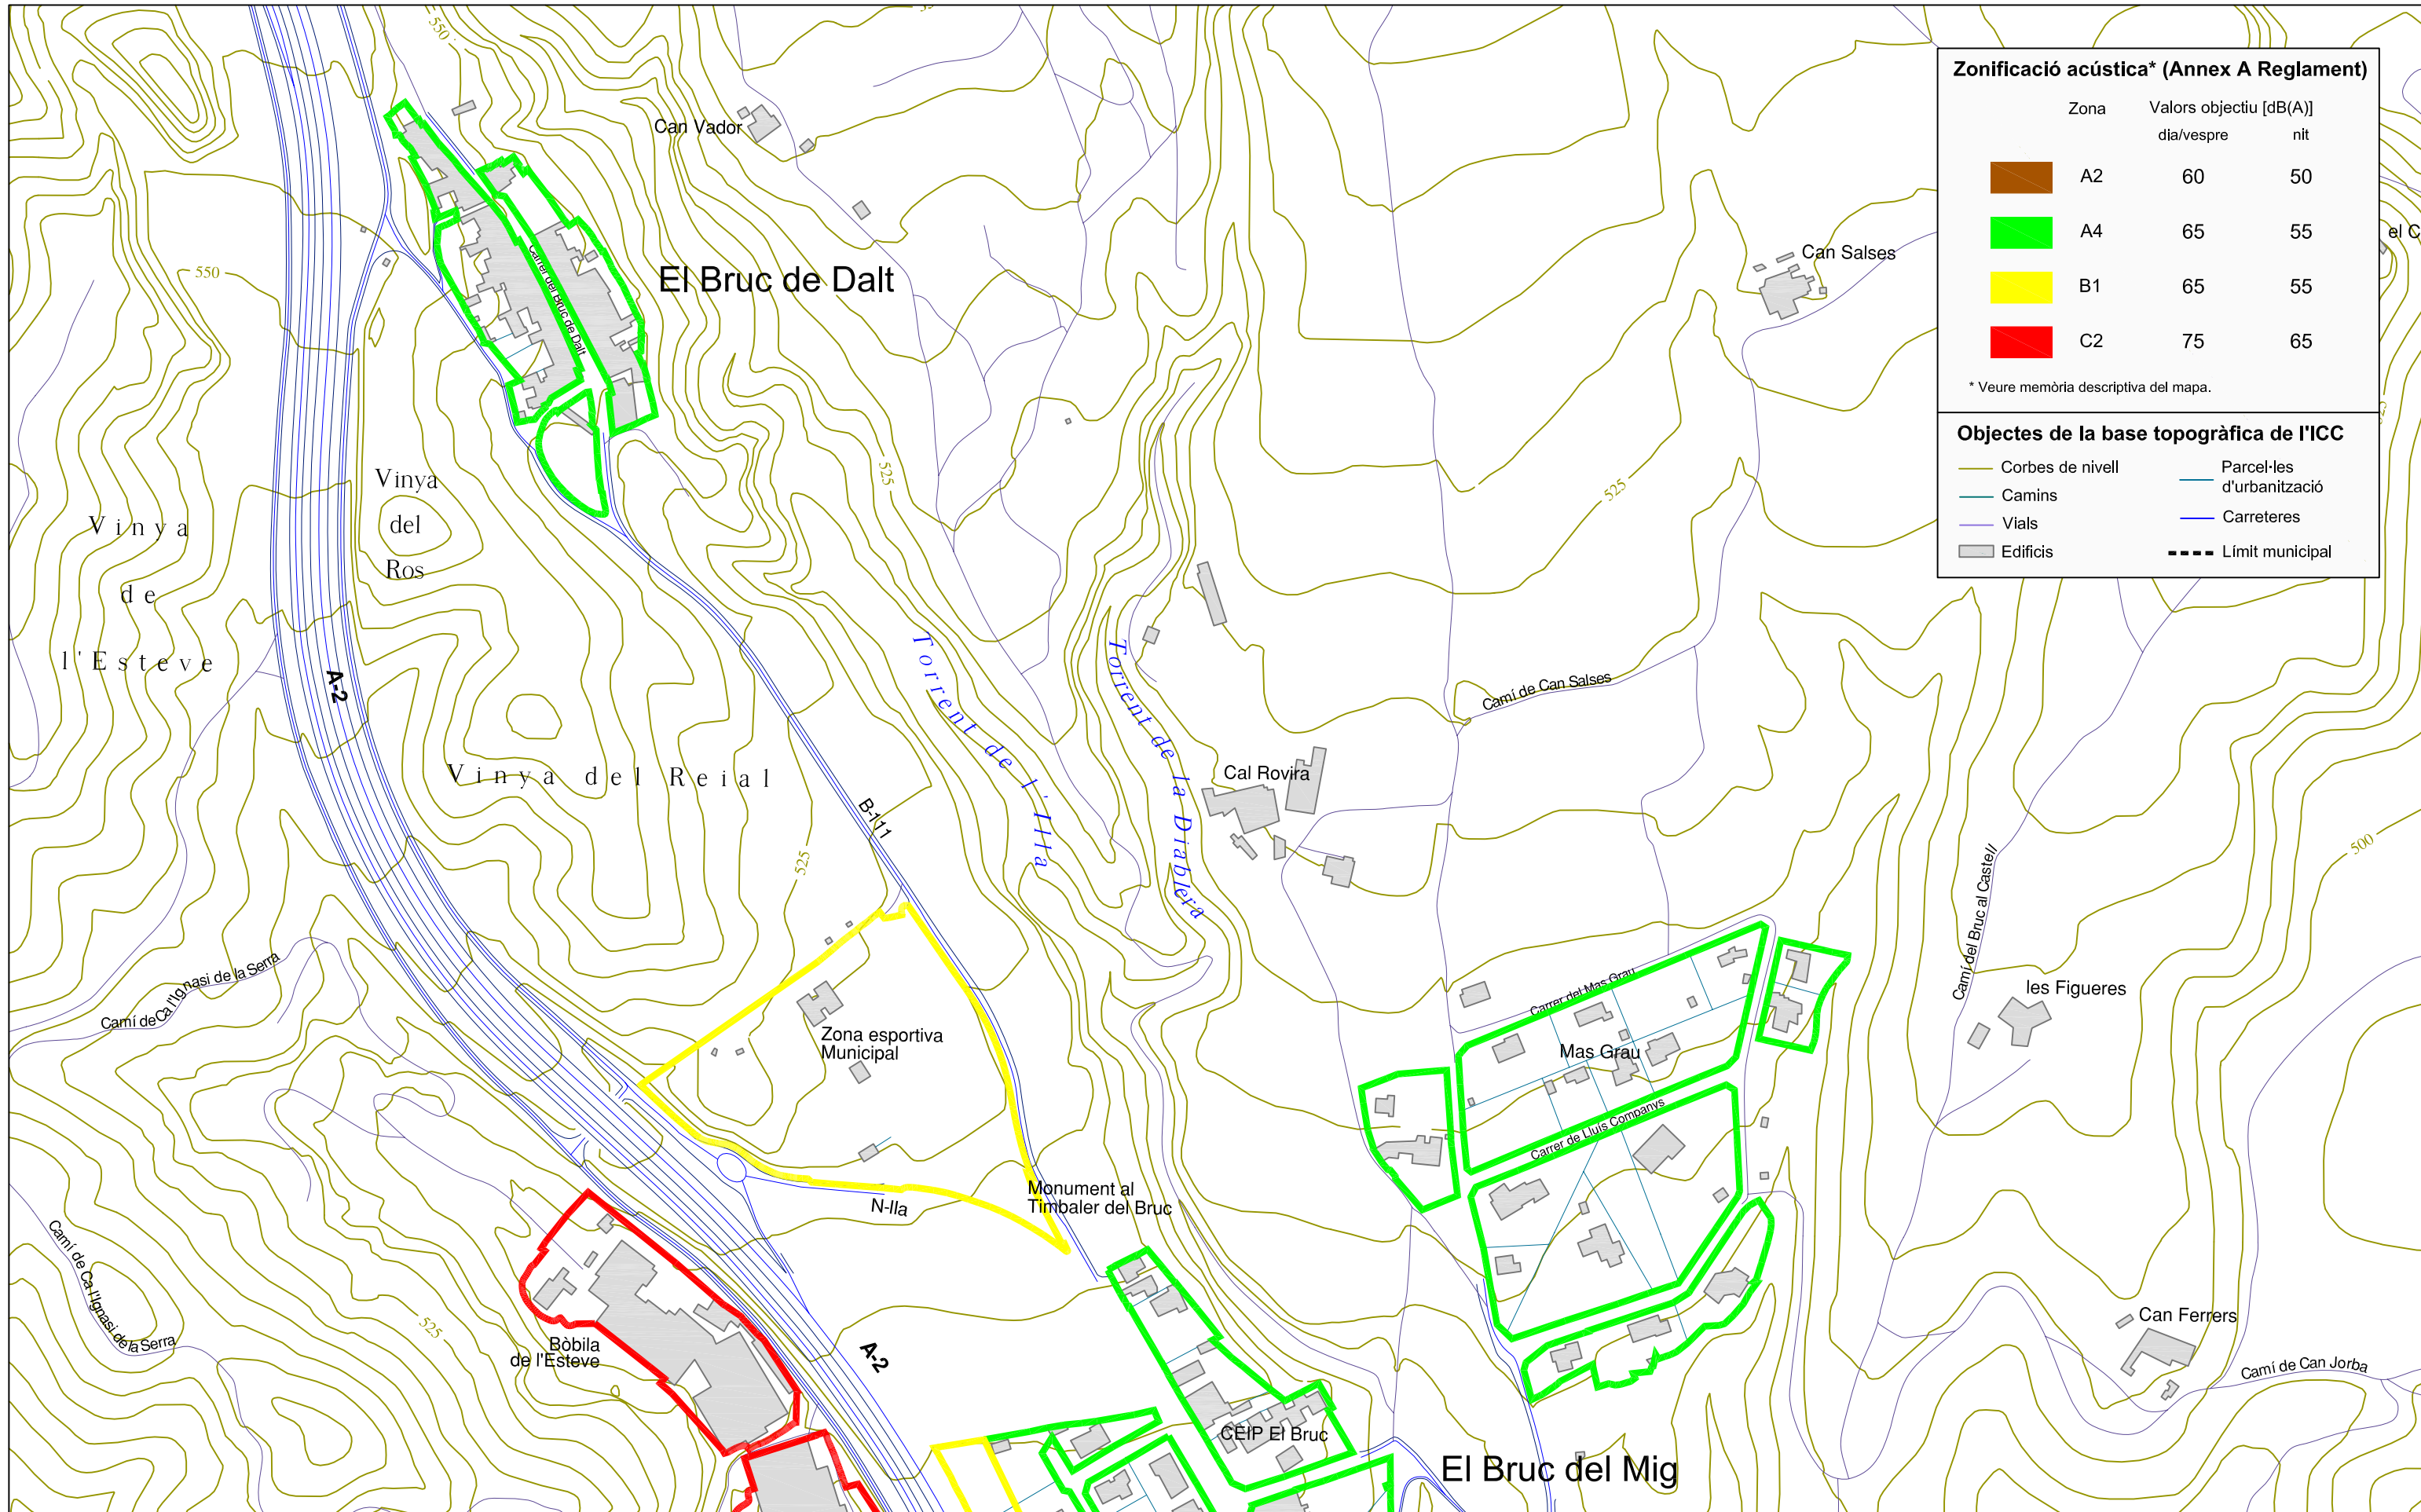 550
Can Vador
El Bruc de Dalt
Carrer del Bruc de Dalt
550
Can Salses
Zonificació acústica* (Annex A Reglament)
Zona Valors objectiu [dB(A)]
dia/vespre nit
A2 60 50
A4 65 55
B1 65 55
C2 75 65
* Veure memòria descriptiva del mapa.
Objectes de la base topogràfica de l'ICC
Corbes de nivell
Camins
Vials
Edificis
Parcel·les
d'urbanització
Carreteres
Límit municipal
el C
525
525
Vinya
del
Ros
Vinya
de
l'Esteve
A-2
Vinya del Reial
B-111
525
Torrent de l'Illa
Torrent de la Diablera
Camí de Can Salses
Cal Rovira
500
Camí del Bruc al Castell
Camí de Ca l'Ignasi de la Serra
Zona esportiva
Municipal
Carrer del Mas Grau
Mas Grau
les Figueres
Carrer de Lluís Companys
Monument al
Timbaler del Bruc
N-IIa
Camí de Ca l'Ignasi de la Serra
525
Bòbila
de l'Esteve
A-2
Can Ferrers
Camí de Can Jorba
CEIP El Bruc
El Bruc del Mig